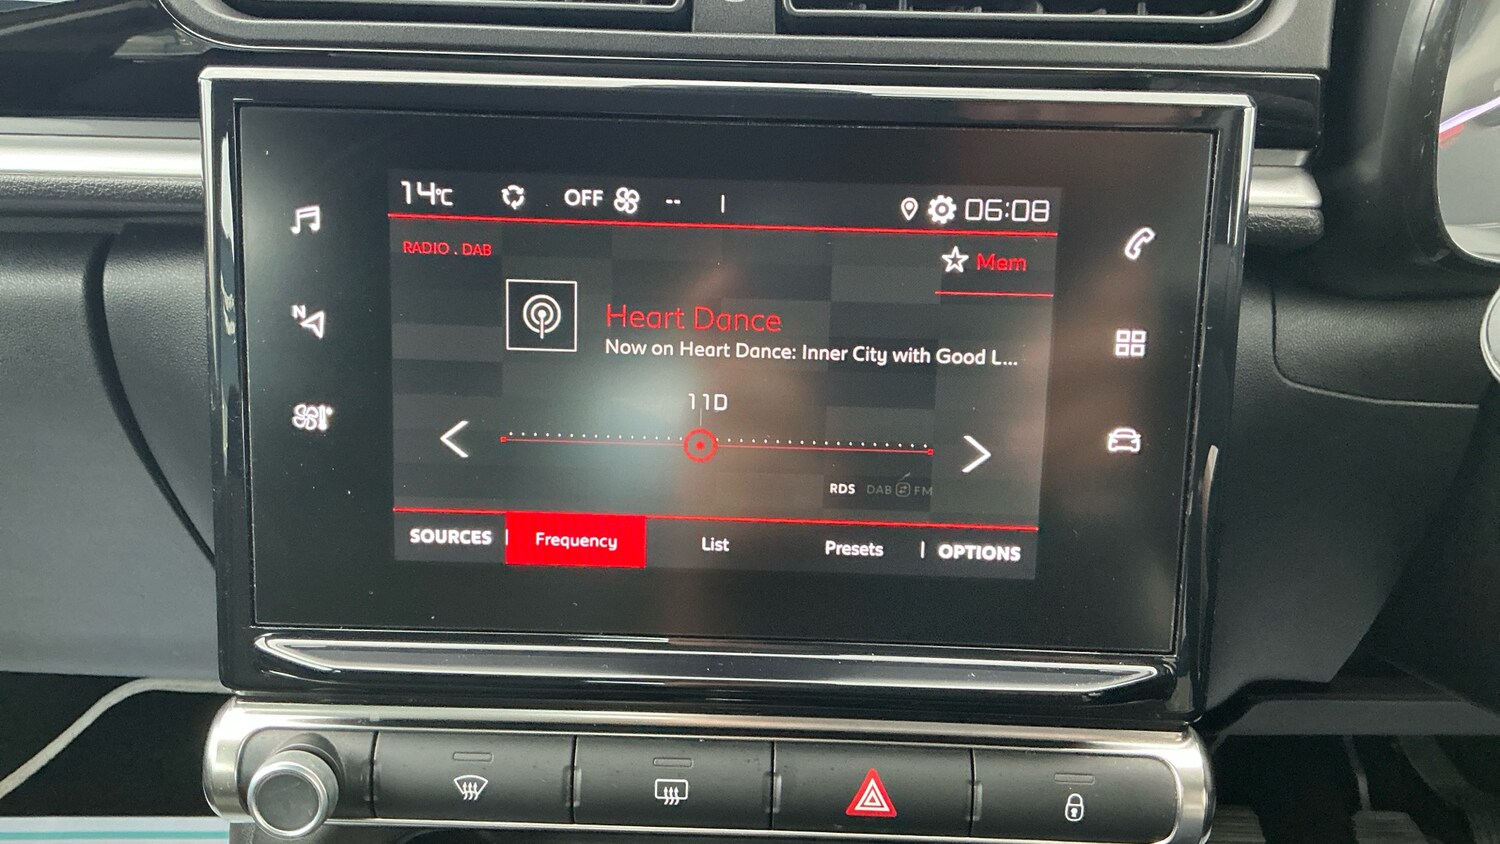 14°C OFF -- | 06:08
RADIO . DAB
Mem
Heart Dance
Now on Heart Dance: Inner City with Good L...
11D
RDS DAB FM
SOURCES | Frequency List Presets | OPTIONS
N